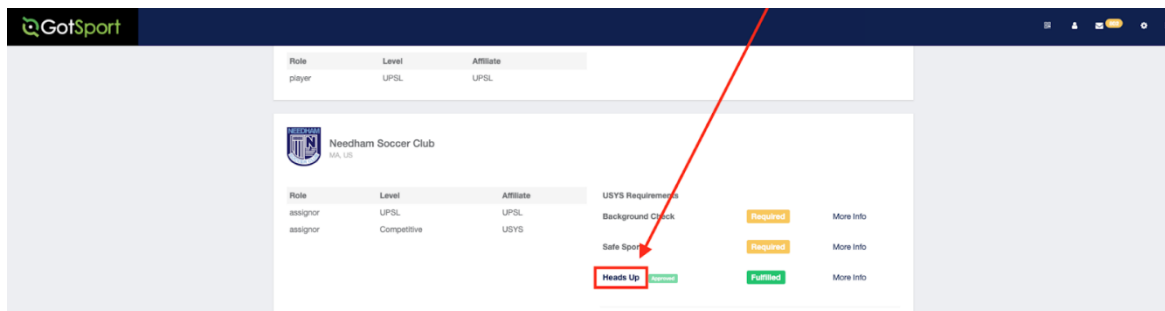 GotSport
Role Level Affiliate
player UPSL UPSL
NEEDHAM
Needham Soccer Club
MA, US
Role Level Affiliate
assignor UPSL UPSL
assignor Competitive USYS
USYS Requirements
Background Check Required More Info
Safe Sport Required More Info
Heads Up Approved Fulfilled More Info